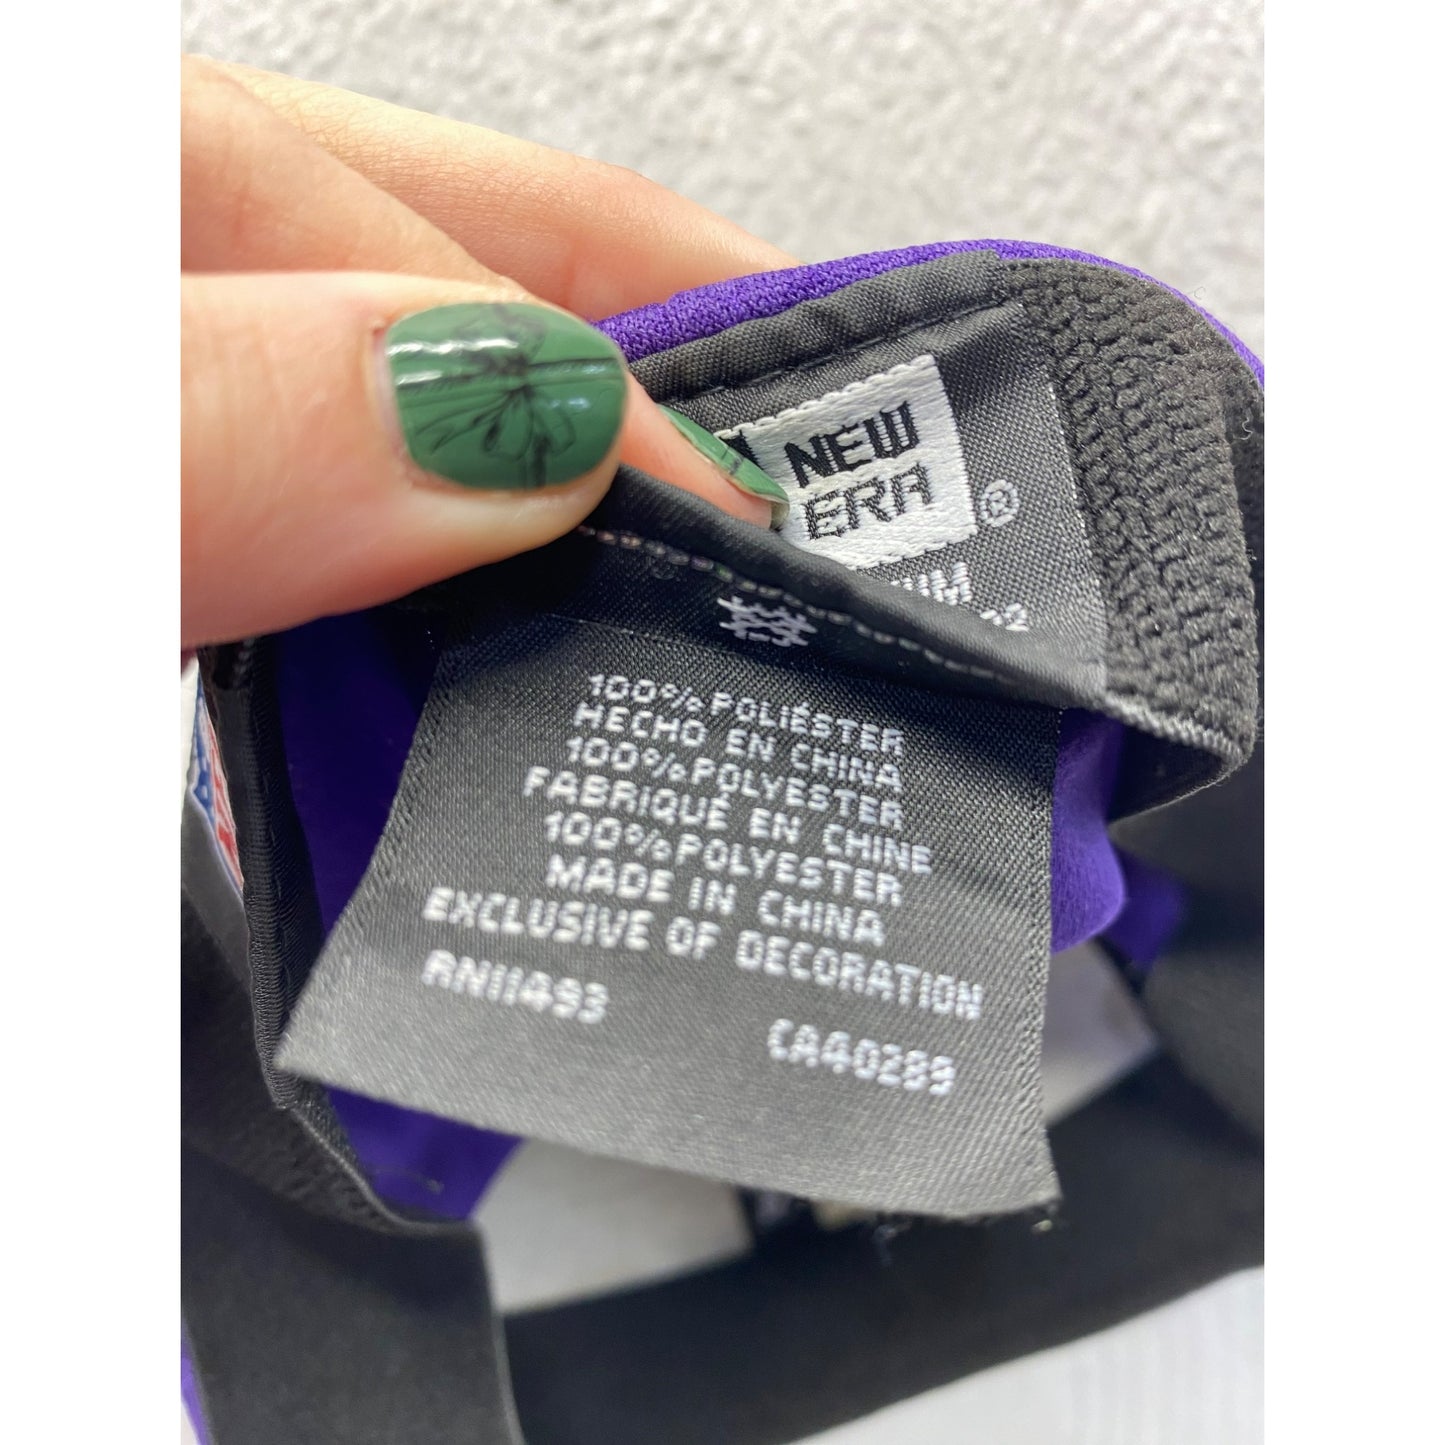 NEW
ERA
®
100% POLIÉSTER
HECHO EN CHINA
100% POLYESTER
FABRIQUÉ EN CHINE
100% POLYESTER
MADE IN CHINA
EXCLUSIVE OF DECORATION
RN11493
CA40289